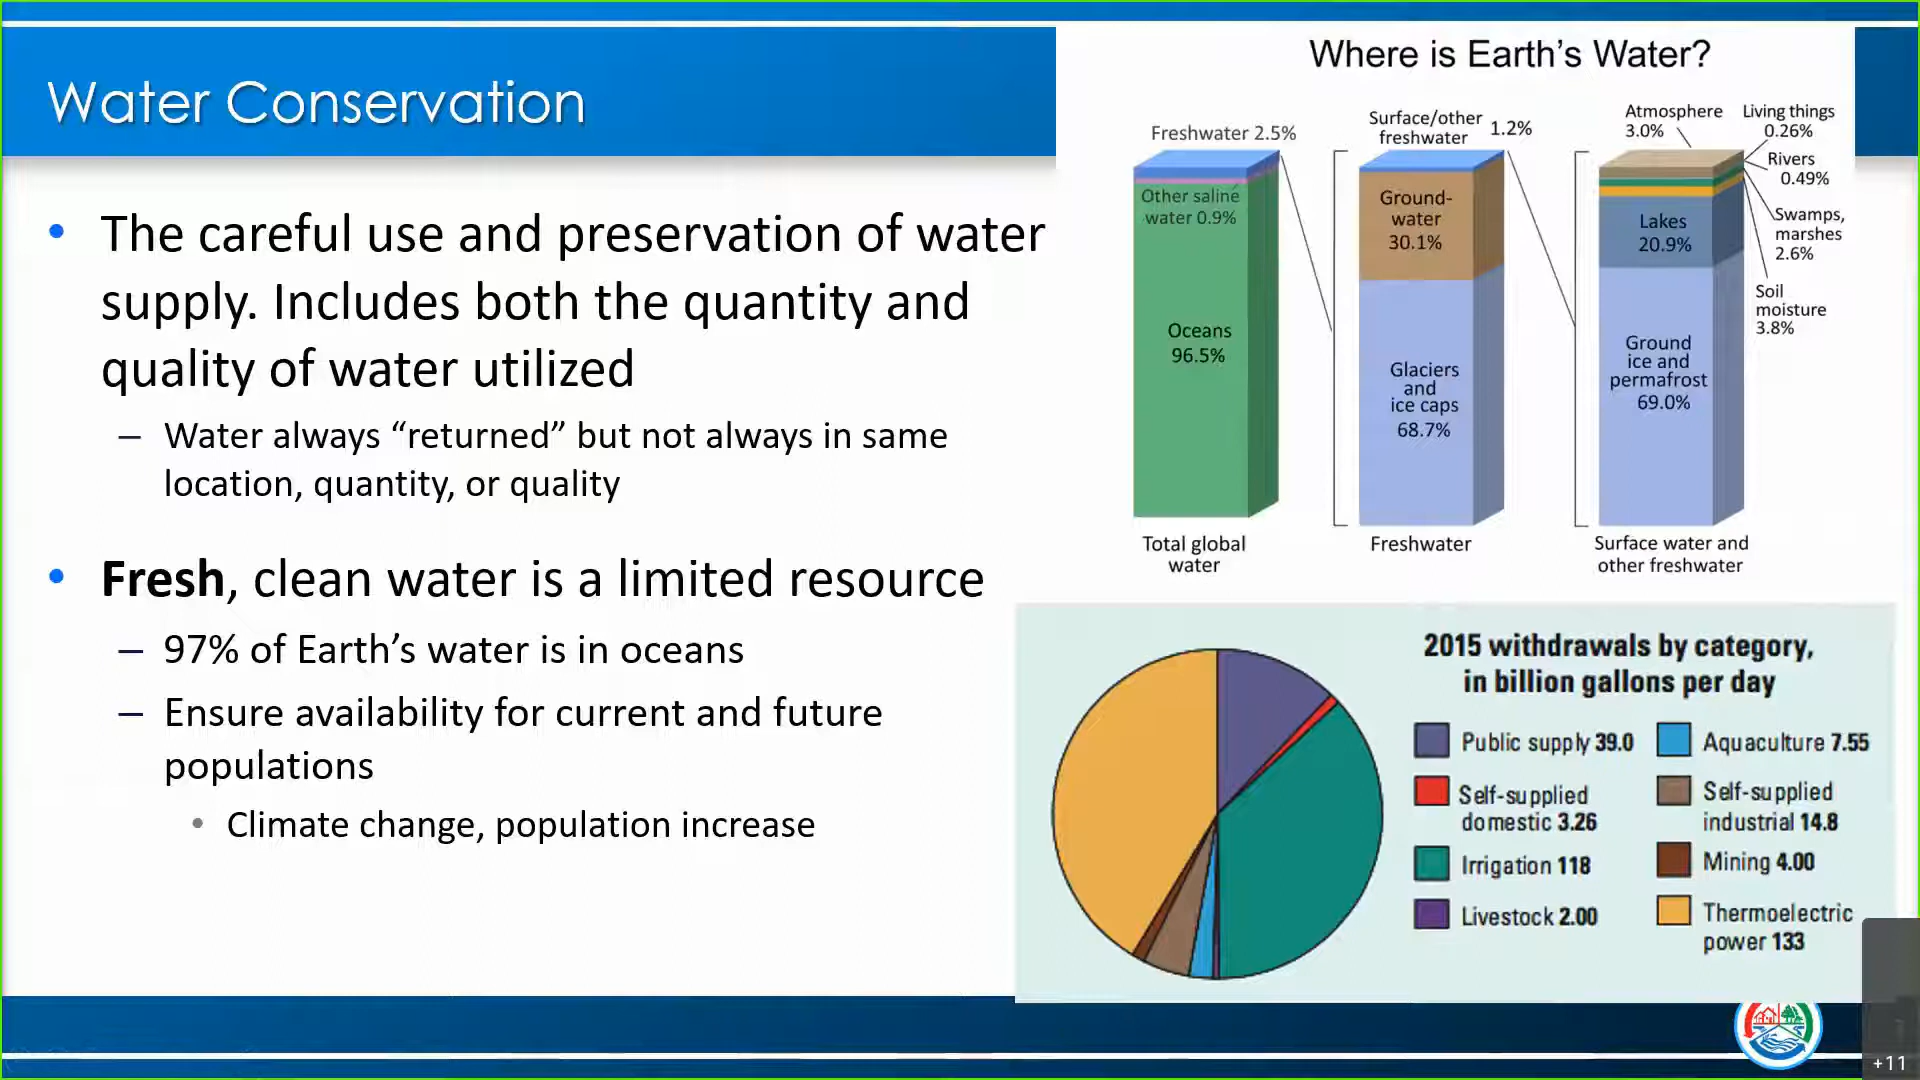 Water Conservation
• The careful use and preservation of water
supply. Includes both the quantity and
quality of water utilized
– Water always “returned” but not always in same
location, quantity, or quality
• Fresh, clean water is a limited resource
– 97% of Earth’s water is in oceans
– Ensure availability for current and future
populations
• Climate change, population increase
Where is Earth’s Water?
Freshwater 2.5%
Other saline
water 0.9%
Oceans
96.5%
Total global
water
Surface/other
freshwater 1.2%
Ground-
water
30.1%
Glaciers
and
ice caps
68.7%
Freshwater
Atmosphere
3.0%
Living things
0.26%
Rivers
0.49%
Swamps,
marshes
2.6%
Soil
moisture
3.8%
Lakes
20.9%
Ground
ice and
permafrost
69.0%
Surface water and
other freshwater
2015 withdrawals by category,
in billion gallons per day
Public supply 39.0
Self-supplied
domestic 3.26
Irrigation 118
Livestock 2.00
Aquaculture 7.55
Self-supplied
industrial 14.8
Mining 4.00
Thermoelectric
power 133
+11